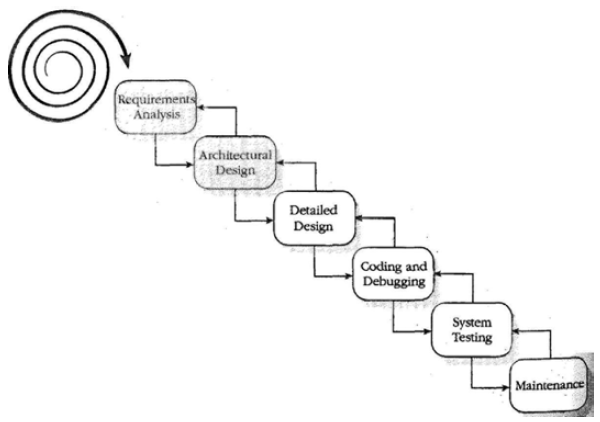 Requirements
Analysis
Architectural
Design
Detailed
Design
Coding and
Debugging
System
Testing
Maintenance